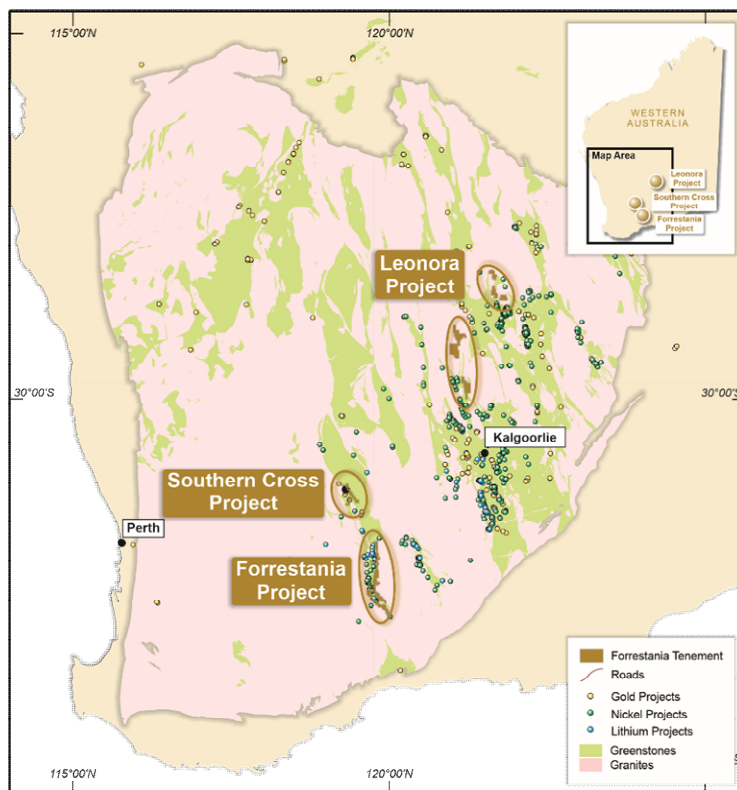 115°00'N
120°00'N
WESTERN
AUSTRALIA
Map Area
Leonora
Project
Southern Cross
Project
Forrestania
Project
Leonora
Project
30°00'S
30°00'S
Kalgoorlie
Southern Cross
Project
Perth
Forrestania
Project
Forrestania Tenement
Roads
Gold Projects
Nickel Projects
Lithium Projects
Greenstones
Granites
115°00'N
120°00'N